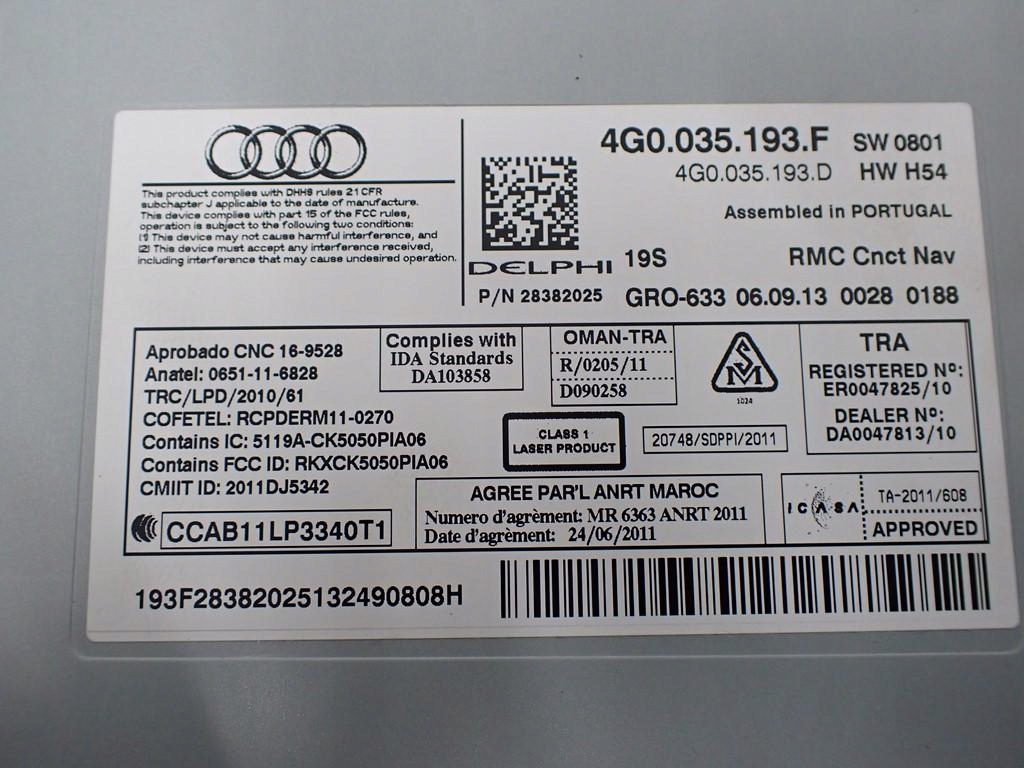 This product complies with DHHS rules 21 CFR
subchapter J applicable to the date of manufacture.
This device complies with part 15 of the FCC rules,
operation is subject to the following two conditions:
(1) This device may not cause harmful interference, and
(2) This device must accept any interference received,
including interference that may cause undesired operation.
DELPHI 19S
P/N 28382025
4G0.035.193.F SW 0801
4G0.035.193.D HW H54
Assembled in PORTUGAL
RMC Cnct Nav
GRO-633 06.09.13 0028 0188
Aprobado CNC 16-9528
Anatel: 0651-11-6828
TRC/LPD/2010/61
COFETEL: RCPDERM11-0270
Contains IC: 5119A-CK5050PIA06
Contains FCC ID: RKXCK5050PIA06
CMIIT ID: 2011DJ5342
CCAB11LP3340T1
Complies with
IDA Standards
DA103858
OMAN-TRA
R/0205/11
D090258
SM
1024
TRA
REGISTERED Nº:
ER0047825/10
DEALER Nº:
DA0047813/10
CLASS 1
LASER PRODUCT
20748/SDPPI/2011
AGREE PAR'L ANRT MAROC
Numero d'agrèment: MR 6363 ANRT 2011
Date d'agrèment: 24/06/2011
ICASA
TA-2011/608
APPROVED
193F28382025132490808H